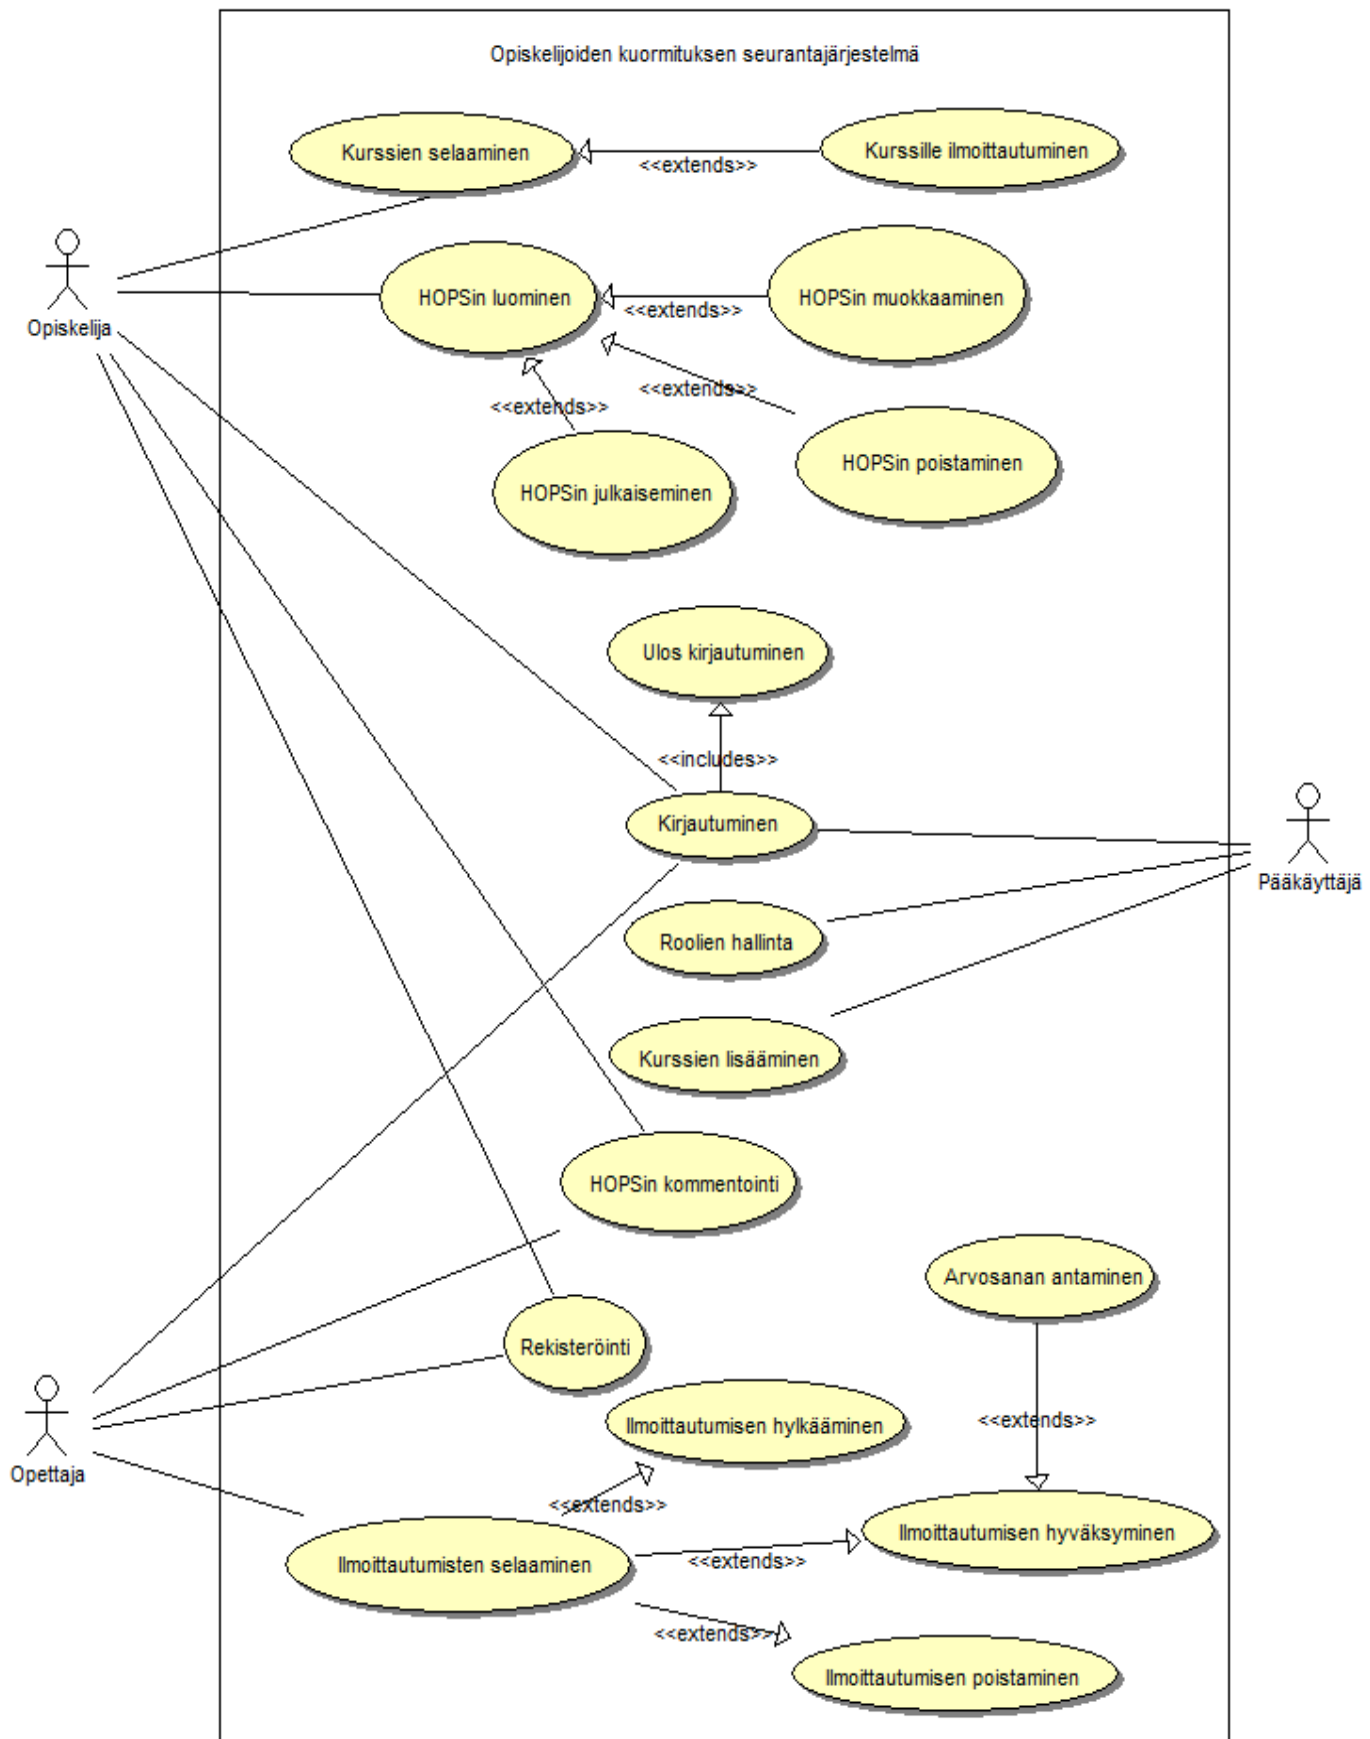 Opiskelijoiden kuormituksen seurantajärjestelmä
Kurssien selaaminen
<<extends>>
Kurssille ilmoittautuminen
Opiskelija
HOPSin luominen
<<extends>>
HOPSin muokkaaminen
<<extends>>
<<extends>>
HOPSin poistaminen
HOPSin julkaiseminen
Ulos kirjautuminen
<<includes>>
Kirjautuminen
Pääkäyttäjä
Roolien hallinta
Kurssien lisääminen
HOPSin kommentointi
Arvosanan antaminen
Rekisteröinti
<<extends>>
Ilmoittautumisen hylkääminen
Opettaja
<<extends>>
Ilmoittautumisen hyväksyminen
<<extends>>
Ilmoittautumisten selaaminen
<<extends>>
Ilmoittautumisen poistaminen